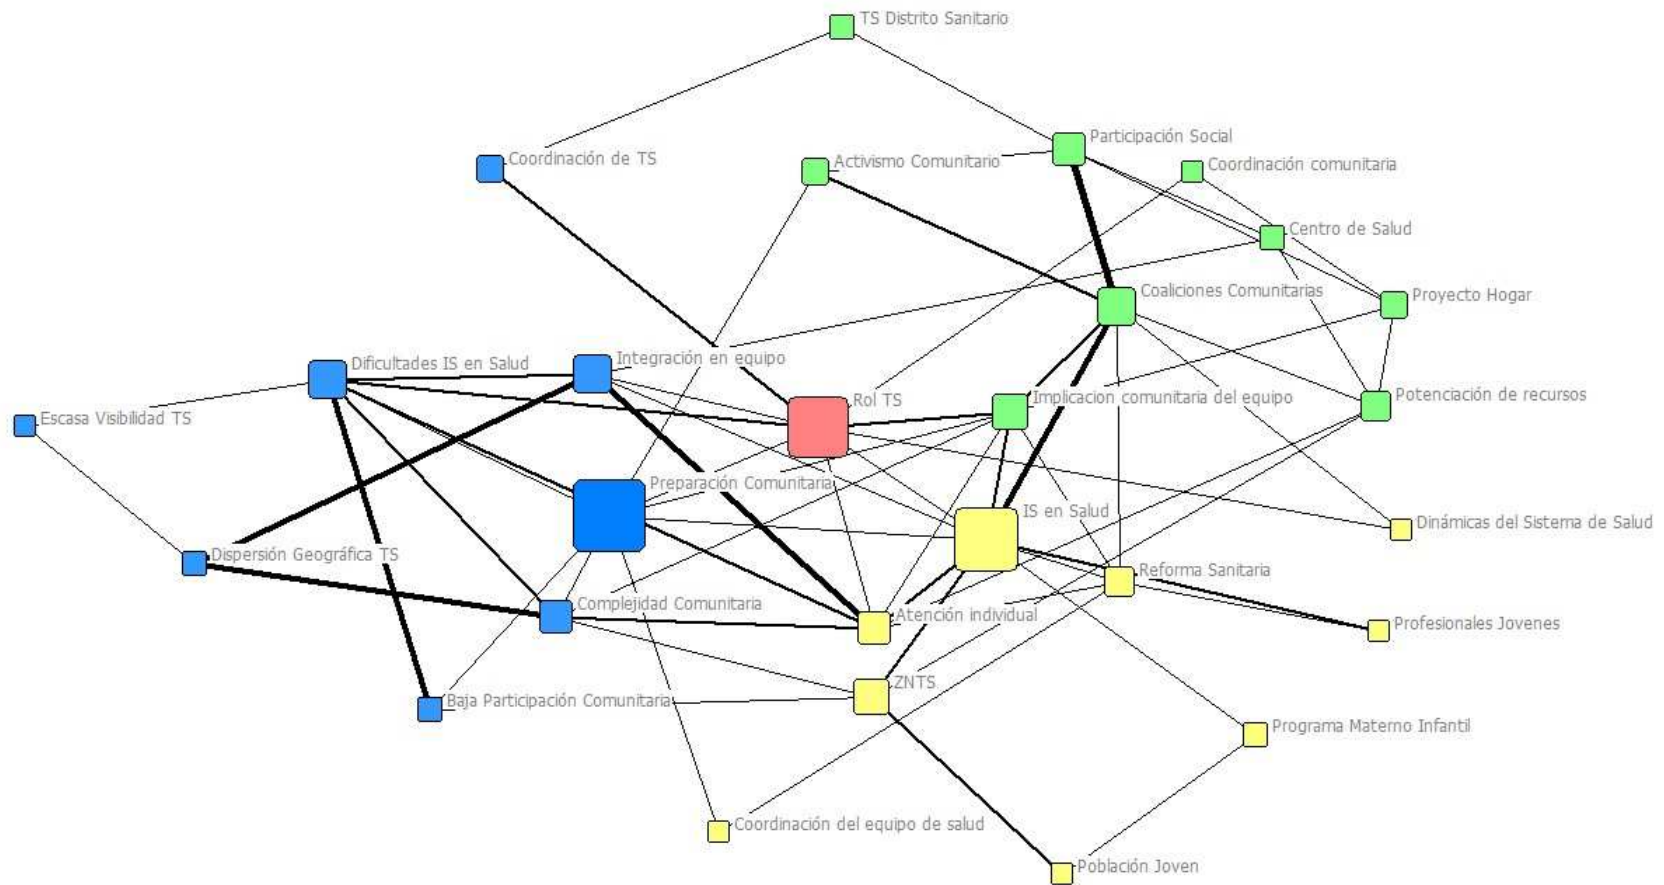 TS Distrito Sanitario
Participación Social
Coordinación de TS
Activismo Comunitario
Coordinación comunitaria
Centro de Salud
Coaliciones Comunitarias
Proyecto Hogar
Dificultades IS en Salud
Integración en equipo
Rol TS
Implicacion comunitaria del equipo
Potenciación de recursos
Escasa Visibilidad TS
Preparación Comunitaria
IS en Salud
Dinámicas del Sistema de Salud
Dispersión Geográfica TS
Reforma Sanitaria
Complejidad Comunitaria
Atención individual
Profesionales Jovenes
ZNTS
Baja Participación Comunitaria
Programa Materno Infantil
Coordinación del equipo de salud
Población Joven